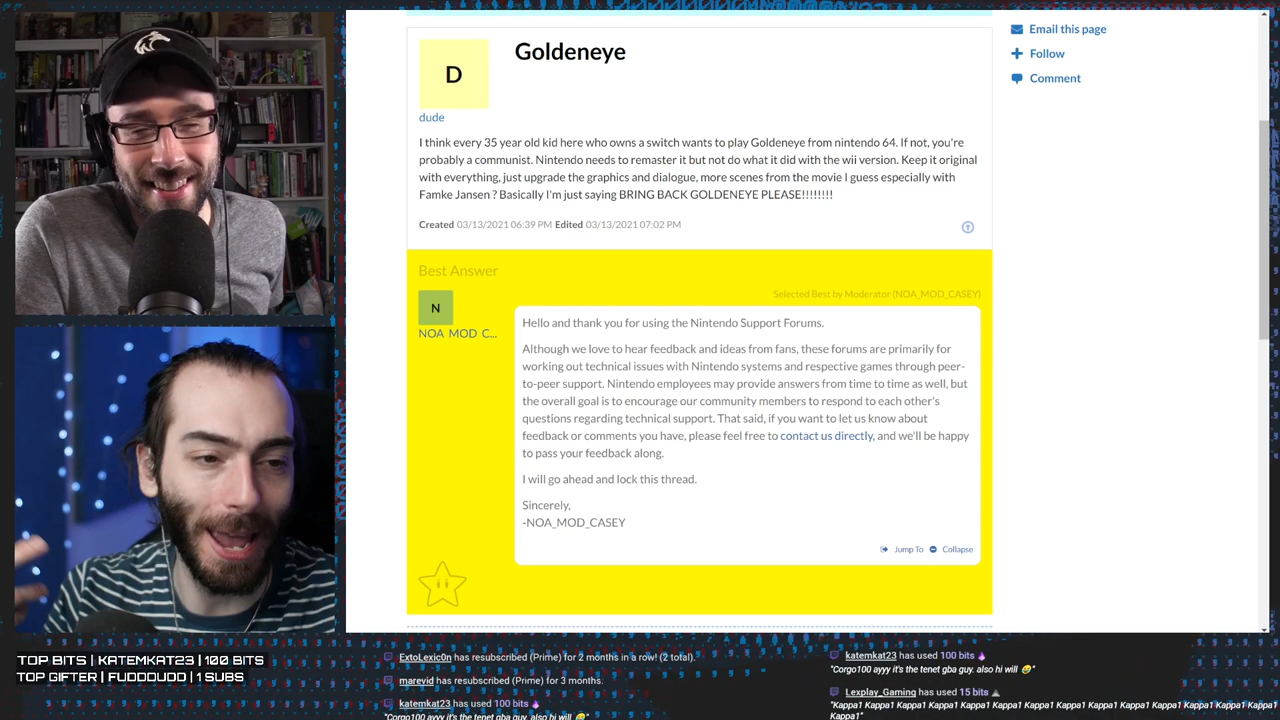 Goldeneye
D
dude
I think every 35 year old kid here who owns a switch wants to play Goldeneye from nintendo 64. If not, you're
probably a communist. Nintendo needs to remaster it but not do what it did with the wii version. Keep it original
with everything, just upgrade the graphics and dialogue, more scenes from the movie I guess especially with
Famke Jansen ? Basically I'm just saying BRING BACK GOLDENEYE PLEASE!!!!!!!!
Created 03/13/2021 06:39 PM Edited 03/13/2021 07:02 PM
Email this page
Follow
Comment
Best Answer
Selected Best by Moderator (NOA_MOD_CASEY)
N
NOA_MOD_C...
Hello and thank you for using the Nintendo Support Forums.
Although we love to hear feedback and ideas from fans, these forums are primarily for
working out technical issues with Nintendo systems and respective games through peer-
to-peer support. Nintendo employees may provide answers from time to time as well, but
the overall goal is to encourage our community members to respond to each other's
questions regarding technical support. That said, if you want to let us know about
feedback or comments you have, please feel free to contact us directly, and we'll be happy
to pass your feedback along.
I will go ahead and lock this thread.
Sincerely,
-NOA_MOD_CASEY
Jump To Collapse
TOP BITS | KATEMKAT23 | 100 BITS
TOP GIFTER | FUDDOUDO | 1 SUBS
ExtoLexic0n has resubscribed (Prime) for 2 months in a row! (2 total).
marevid has resubscribed (Prime) for 3 months.
katemkat23 has used 100 bits
"Corgo100 ayyy it's the tenet gba guy. also hi will 😅"
katemkat23 has used 100 bits
"Corgo100 ayyy it's the tenet gba guy. also hi will 😅"
Lexplay_Gaming has used 15 bits
"Kappa1 Kappa1 Kappa1 Kappa1 Kappa1 Kappa1 Kappa1 Kappa1 Kappa1 Kappa1 Kappa1 Kappa1
Kappa1"